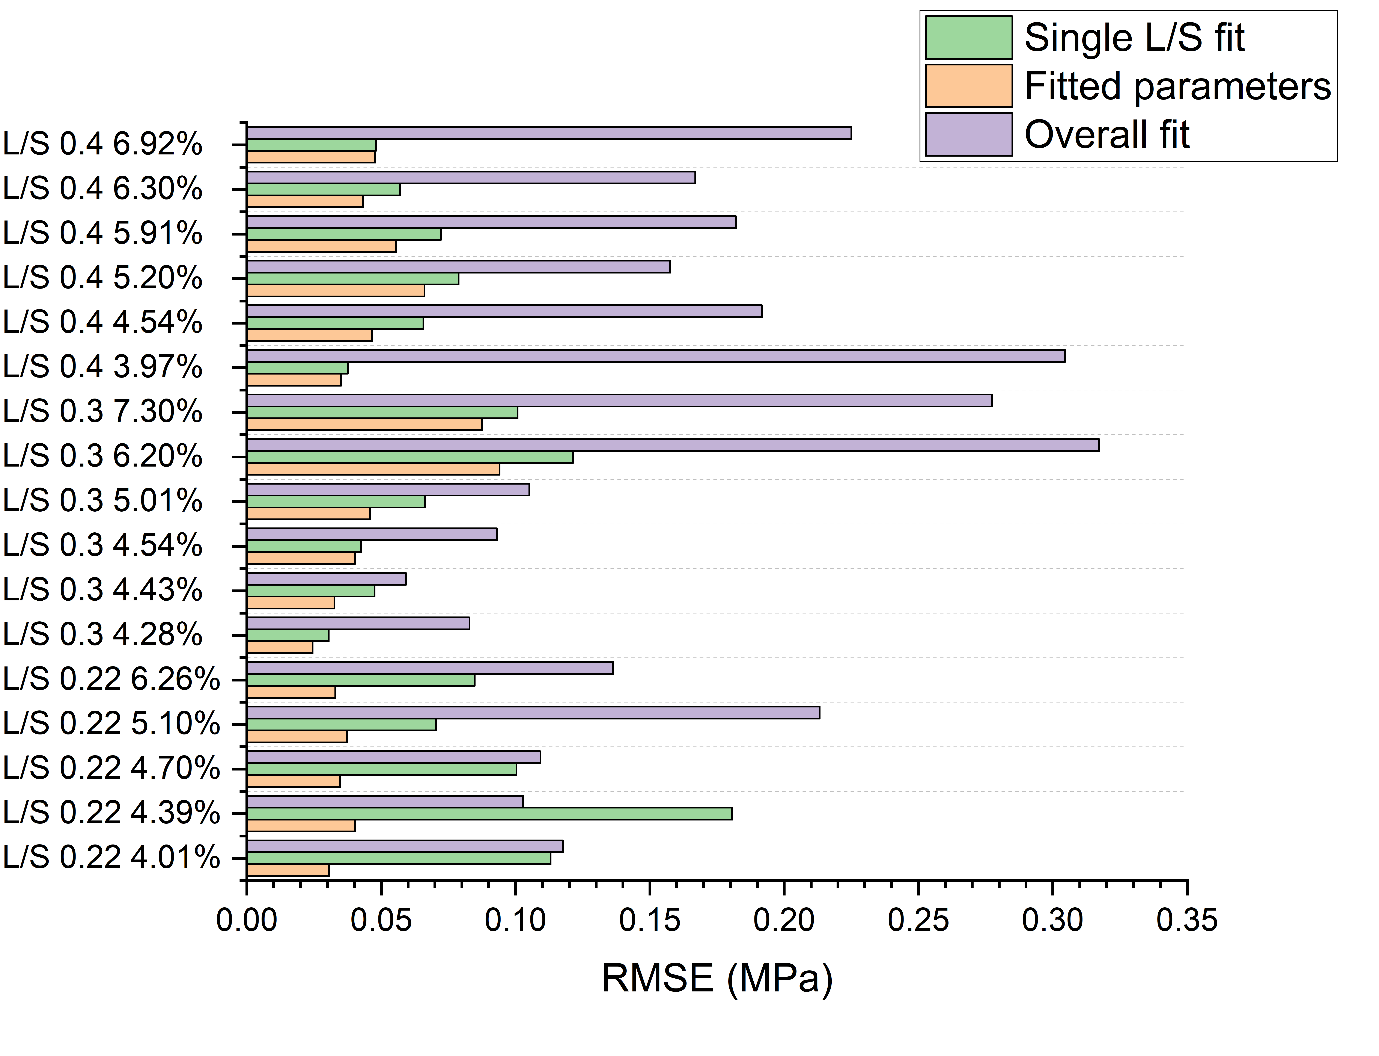 Single L/S fit
Fitted parameters
Overall fit
L/S 0.4 6.92%
L/S 0.4 6.30%
L/S 0.4 5.91%
L/S 0.4 5.20%
L/S 0.4 4.54%
L/S 0.4 3.97%
L/S 0.3 7.30%
L/S 0.3 6.20%
L/S 0.3 5.01%
L/S 0.3 4.54%
L/S 0.3 4.43%
L/S 0.3 4.28%
L/S 0.22 6.26%
L/S 0.22 5.10%
L/S 0.22 4.70%
L/S 0.22 4.39%
L/S 0.22 4.01%
0.00 0.05 0.10 0.15 0.20 0.25 0.30 0.35
RMSE (MPa)